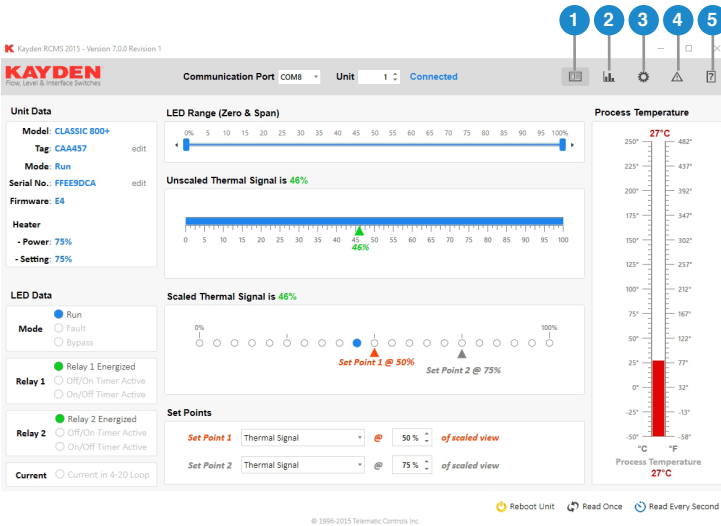 1 2 3 4 5
Kayden RCMS 2015 - Version 7.0.0 Revision 1
KAYDEN
Flow, Level & Interface Switches
Communication Port COM8 Unit 1 Connected
Unit Data
Model: CLASSIC 800+
Tag: CAA457 edit
Mode: Run
Serial No.: FFEE9DCA edit
Firmware: E4
Heater
- Power: 75%
- Setting: 75%
LED Data
Mode
Run
Fault
Bypass
Relay 1
Relay 1 Energized
Off/On Timer Active
On/Off Timer Active
Relay 2
Relay 2 Energized
Off/On Timer Active
On/Off Timer Active
Current Current in 4-20 Loop
LED Range (Zero & Span)
0% 5 10 15 20 25 30 35 40 45 50 55 60 65 70 75 80 85 90 95 100%
Unscaled Thermal Signal is 46%
0 5 10 15 20 25 30 35 40 45 50 55 60 65 70 75 80 85 90 95 100
46%
Scaled Thermal Signal is 46%
0% 100%
Set Point 1 @ 50%
Set Point 2 @ 75%
Set Points
Set Point 1 Thermal Signal @ 50 % of scaled view
Set Point 2 Thermal Signal @ 75 % of scaled view
Process Temperature
27°C
250° 482°
225° 437°
200° 392°
175° 347°
150° 302°
125° 257°
100° 212°
75° 167°
50° 122°
25° 77°
0° 32°
-25° -13°
-50° -58°
°C °F
Process Temperature
27°C
Reboot Unit Read Once Read Every Second
© 1996-2015 Telematic Controls Inc.